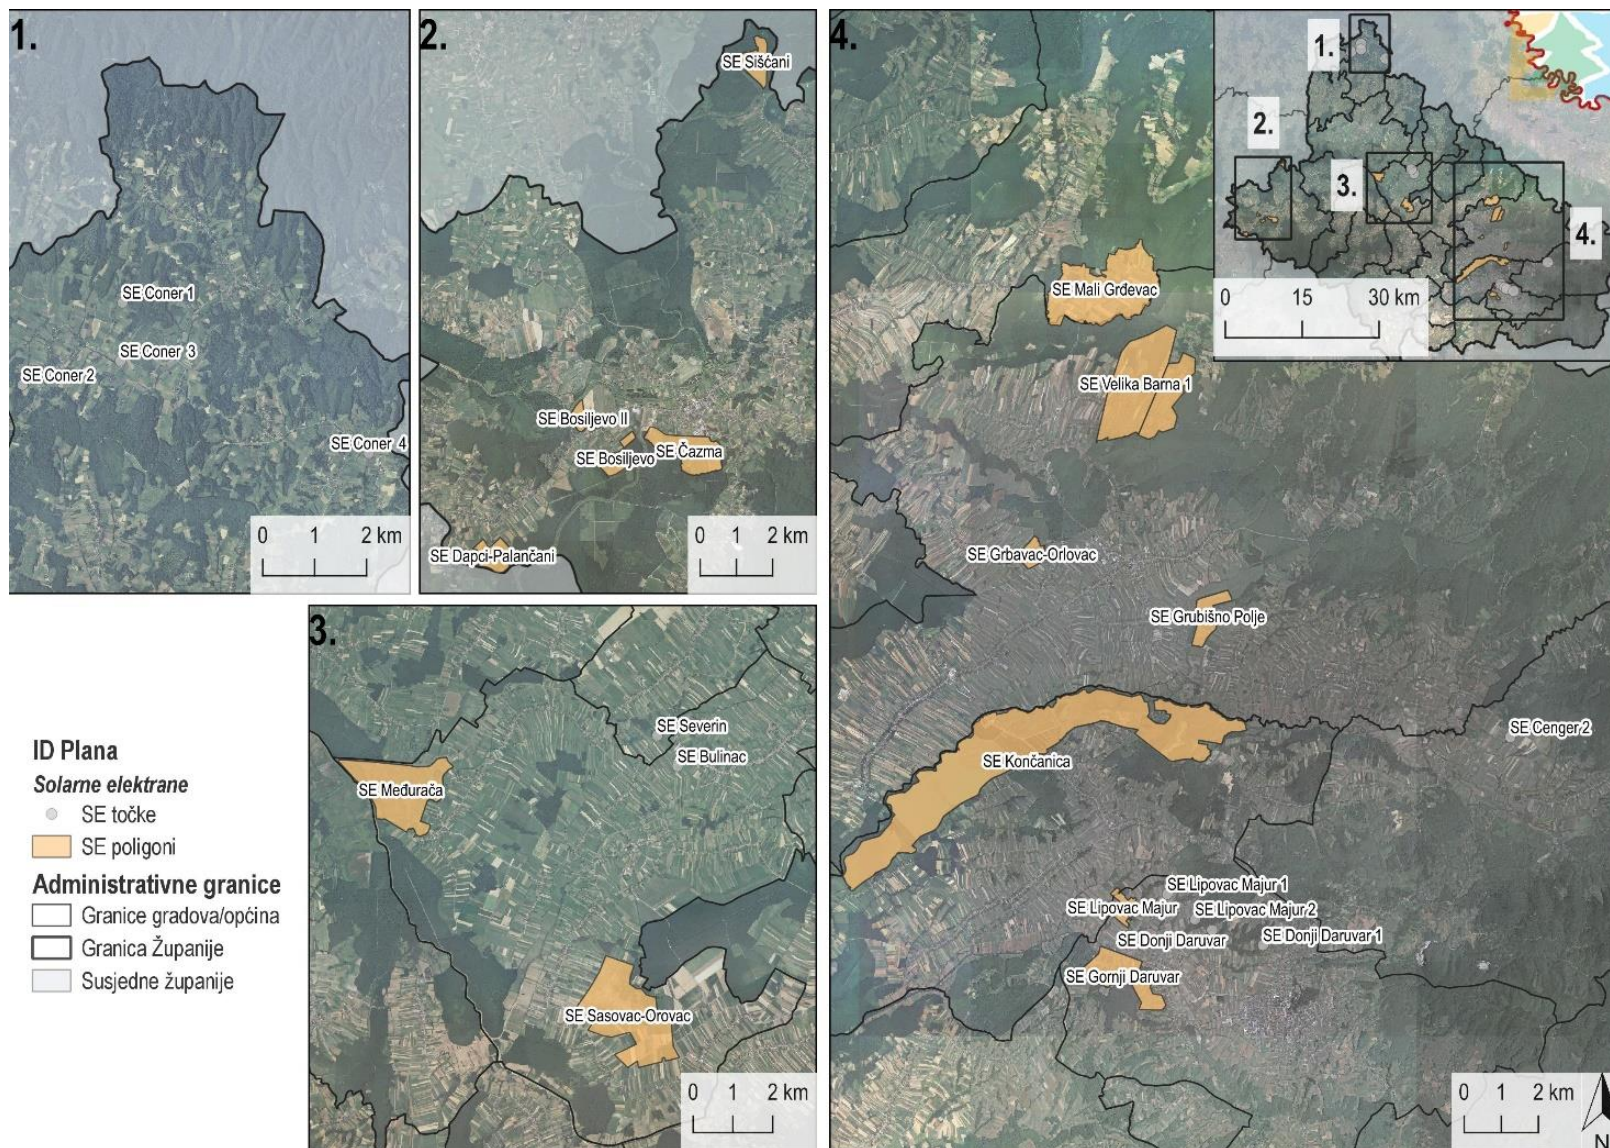 1.
SE Coner 1
SE Coner 3
SE Coner 2
SE Coner 4
0 1 2 km
2.
SE Sišćani
SE Bosiljevo II
SE Bosiljevo
SE Čazma
SE Dapci-Palančani
0 1 2 km
4.
SE Mali Grđevac
SE Velika Barna 1
SE Grbavac-Orlovac
SE Grubišno Polje
SE Cenger 2
SE Končanica
SE Lipovac Majur 1
SE Lipovac Majur
SE Lipovac Majur 2
SE Donji Daruvar
SE Donji Daruvar 1
SE Gornji Daruvar
0 1 2 km
N
1.
2.
3.
4.
0 15 30 km
3.
SE Severin
SE Bulinac
SE Međurača
SE Sasovac-Orovac
0 1 2 km
ID Plana
Solarne elektrane
SE točke
SE poligoni
Administrativne granice
Granice gradova/općina
Granica Županije
Susjedne županije